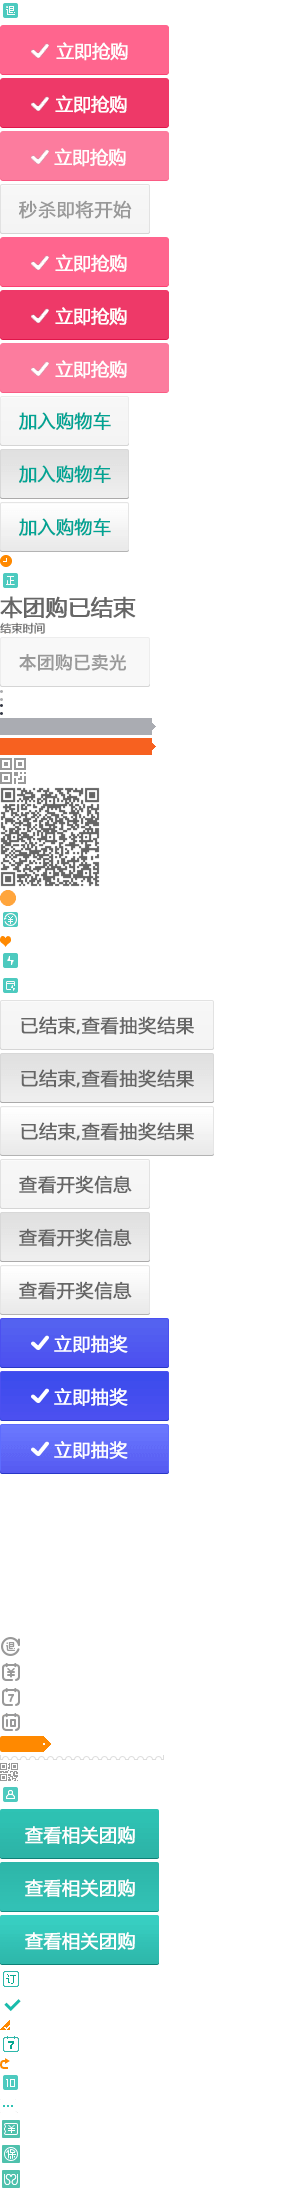 退
立即抢购
立即抢购
立即抢购
秒杀即将开始
立即抢购
立即抢购
立即抢购
加入购物车
加入购物车
加入购物车
正
本团购已结束
结束时间
本团购已卖光
¥
已结束,查看抽奖结果
已结束,查看抽奖结果
已结束,查看抽奖结果
查看开奖信息
查看开奖信息
查看开奖信息
立即抽奖
立即抽奖
立即抽奖
退
¥
7
10
查看相关团购
查看相关团购
查看相关团购
订
7
10
¥
保